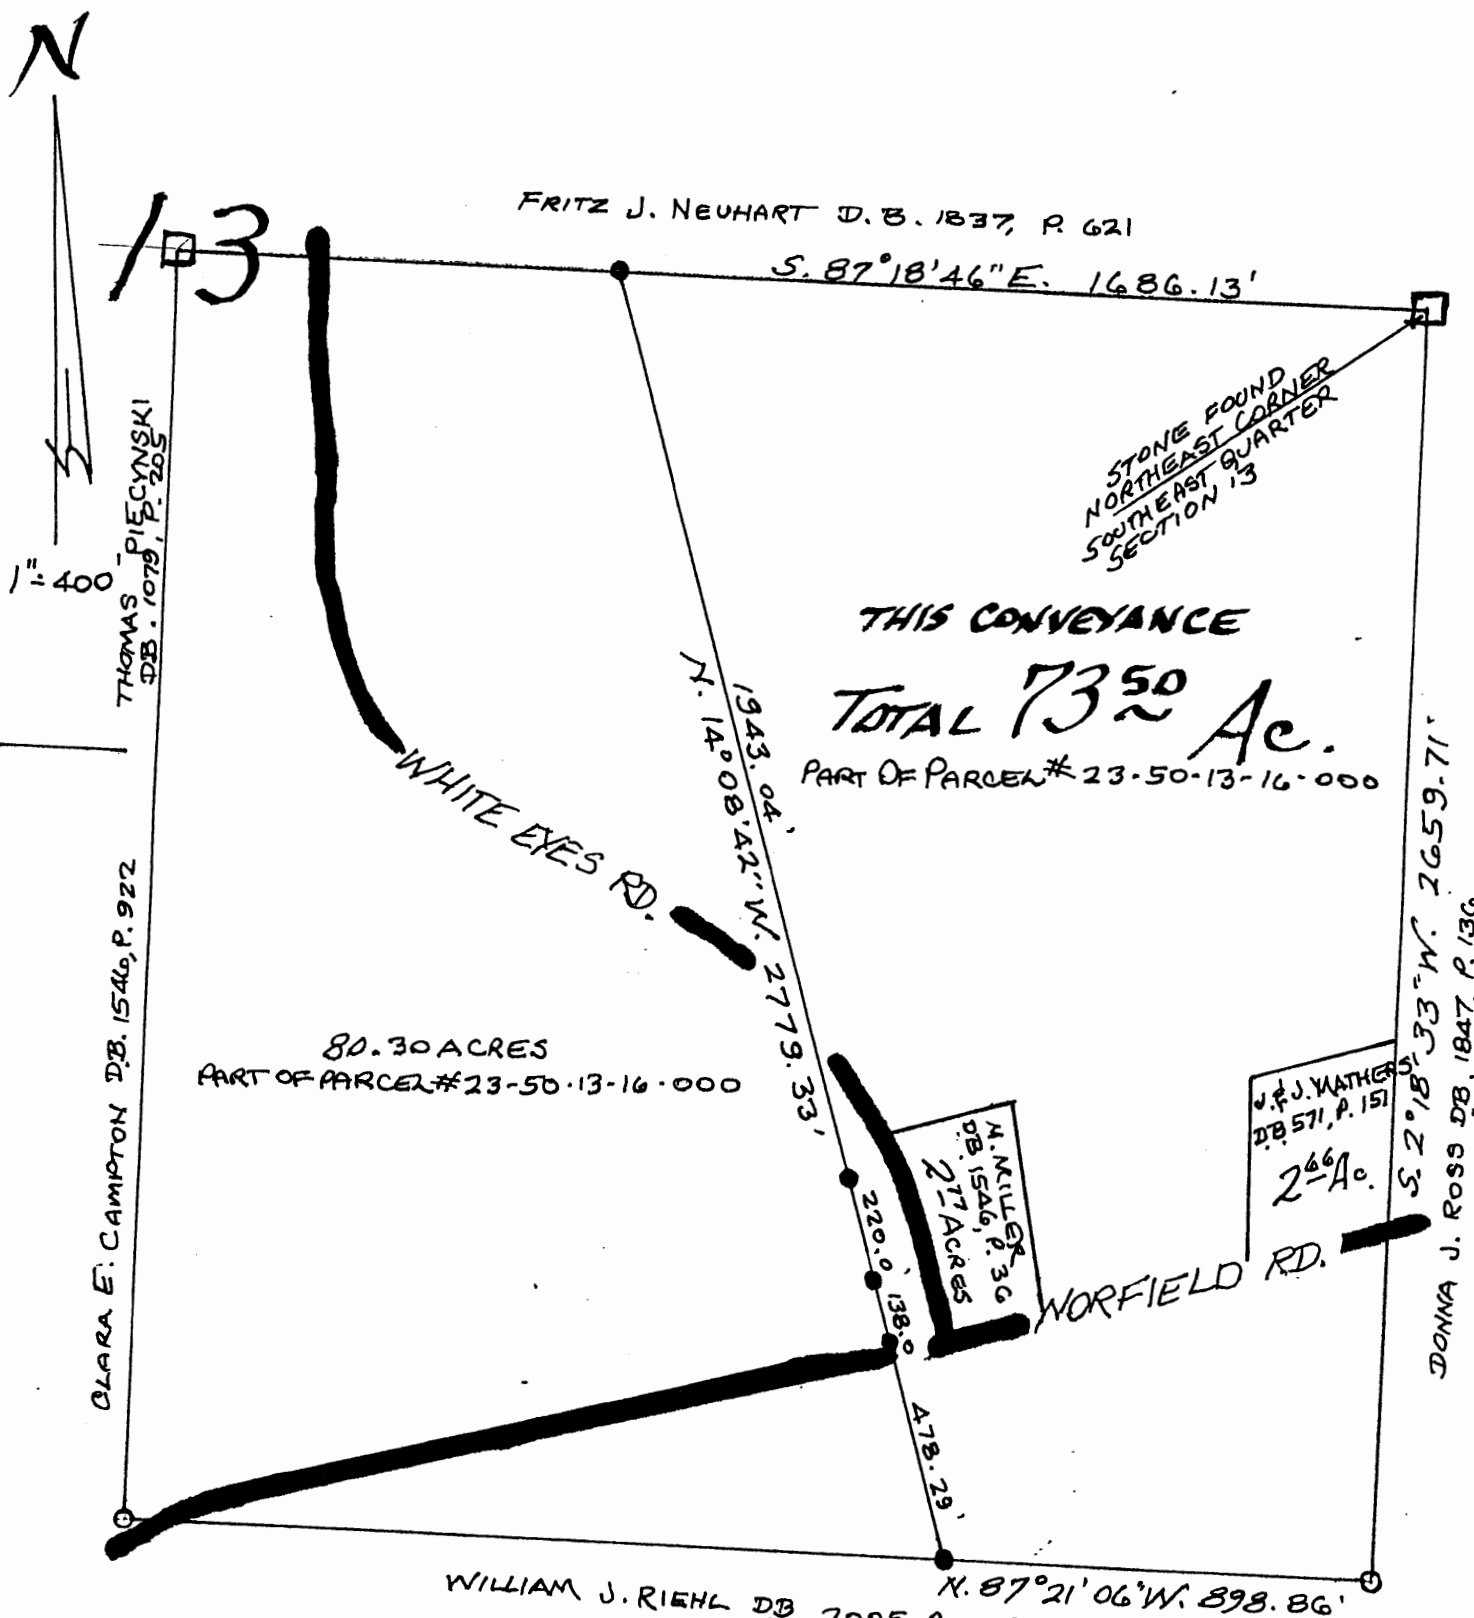 N
13
FRITZ J. NEUHART D.B. 1837, P. 621
S. 87°18'46"E. 1686.13'
STONE FOUND
NORTHEAST CORNER
SOUTHEAST QUARTER
SECTION 13
1"=400'
THOMAS PIECYNSKI
DB. 1079, P. 205
THIS CONVEYANCE
TOTAL 73 50 Ac.
PART OF PARCEL# 23-50-13-16-000
1943.04'
N. 14°08'42"W. 2779.33'
WHITE EYES RD.
S. 2°18'33"W. 2659.71'
DONNA J. ROSS DB. 1847, P. 136
CLARA E. CAMPTON D.B. 1546, P. 922
80.30 ACRES
PART OF PARCEL# 23-50-13-16-000
J. & J. MATHERS
DB 571, P. 151
2 66 Ac.
M. MILLER
DB 1546, P. 36
2 77 ACRES
220.0'
138.0
NORFIELD RD.
478.29'
N. 87°21'06"W. 898.86'
WILLIAM J. RIEHL DB